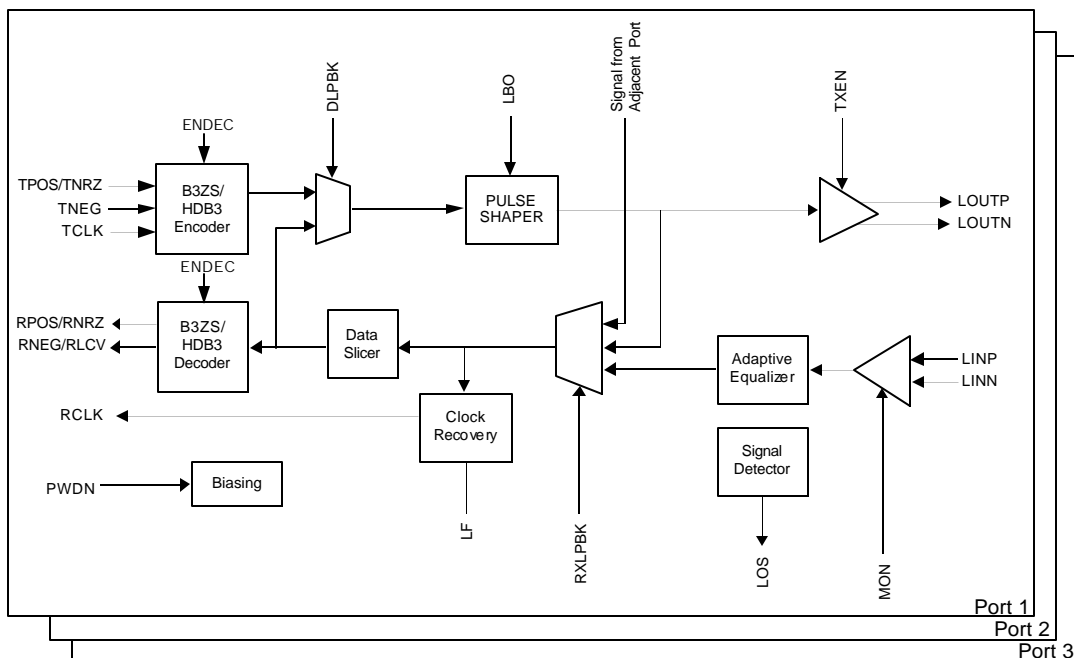 DLPBK
LBO
Signal from
Adjacent Port
TXEN
ENDEC
TPOS/TNRZ
TNEG
TCLK
B3ZS/
HDB3
Encoder
PULSE
SHAPER
LOUTP
LOUTN
ENDEC
RPOS/RNRZ
RNEG/RLCV
B3ZS/
HDB3
Decoder
Data
Slicer
Adaptive
Equalizer
LINP
LINN
RCLK
Clock
Recovery
Signal
Detector
PWDN
Biasing
LF
RXLPBK
LOS
MON
Port 1
Port 2
Port 3